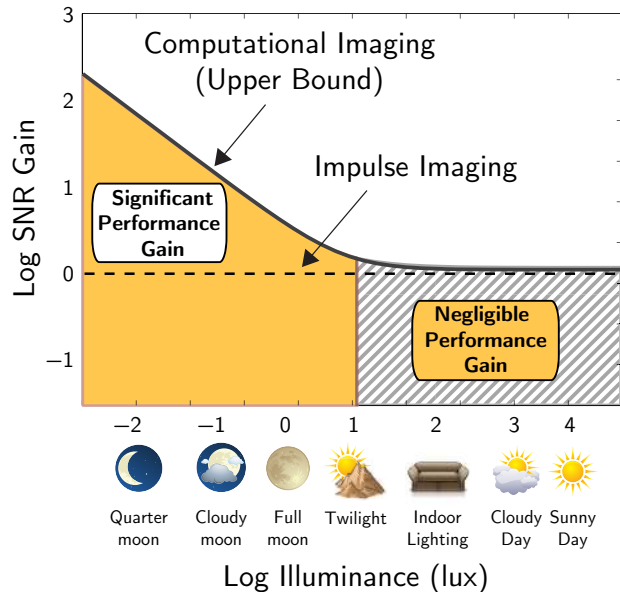 3
Computational Imaging
(Upper Bound)
2
Impulse Imaging
1
Significant
Performance
Gain
Log SNR Gain
0
Negligible
Performance
Gain
−1
−2 −1 0 1 2 3 4
Quarter moon
Cloudy moon
Full moon
Twilight
Indoor Lighting
Cloudy Day
Sunny Day
Log Illuminance (lux)